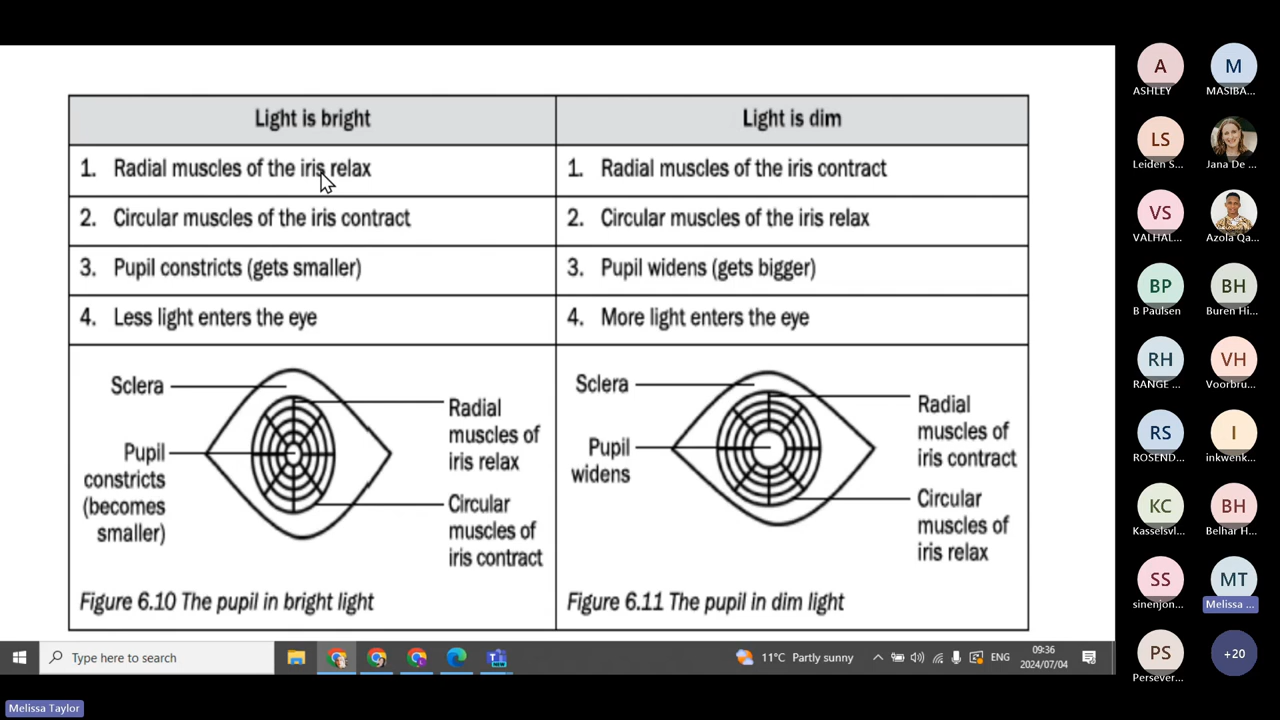 Light is bright
Light is dim
1. Radial muscles of the iris relax
1. Radial muscles of the iris contract
2. Circular muscles of the iris contract
2. Circular muscles of the iris relax
3. Pupil constricts (gets smaller)
3. Pupil widens (gets bigger)
4. Less light enters the eye
4. More light enters the eye
Sclera
Pupil
constricts
(becomes
smaller)
Radial
muscles of
iris relax
Circular
muscles of
iris contract
Figure 6.10 The pupil in bright light
Sclera
Pupil
widens
Radial
muscles of
iris contract
Circular
muscles of
iris relax
Figure 6.11 The pupil in dim light
A
ASHLEY
M
MASIBA...
LS
Leiden S...
Jana De ...
VS
VALHAL...
Azola Qa...
BP
B Paulsen
BH
Buren Hi...
RH
RANGE ...
VH
Voorbru...
RS
ROSEND...
I
inkwenk...
KC
Kasselsvl...
BH
Belhar H...
SS
sinenjon...
MT
Melissa ...
PS
Persever...
+20
Type here to search
11°C Partly sunny
ENG
09:36
2024/07/04
Melissa Taylor